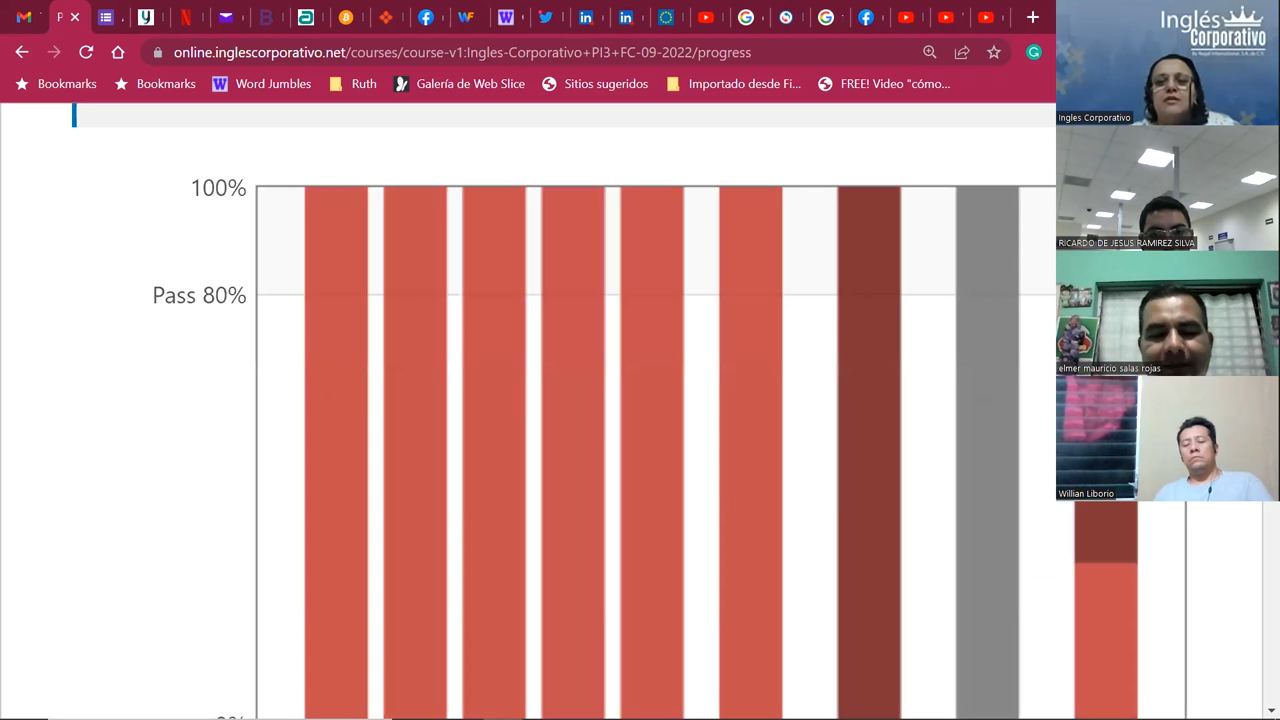 P
online.inglescorporativo.net/courses/course-v1:Ingles-Corporativo+PI3+FC-09-2022/progress
Bookmarks
Bookmarks
Word Jumbles
Ruth
Galería de Web Slice
Sitios sugeridos
Importado desde Fi...
FREE! Video "cómo...
100%
Pass 80%
Inglés
Corporativo
Ingles Corporativo
RICARDO DE JESUS RAMIREZ SILVA
elmer mauricio salas rojas
Willian Liborio